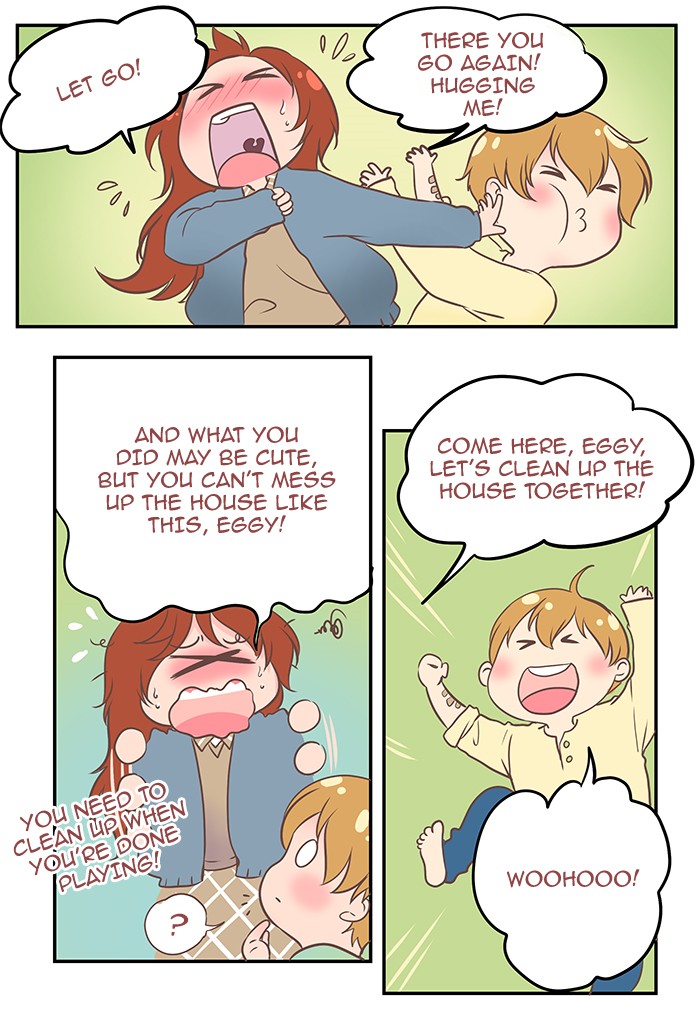 LET GO!
THERE YOU
GO AGAIN!
HUGGING
ME!
AND WHAT YOU
DID MAY BE CUTE,
BUT YOU CAN'T MESS
UP THE HOUSE LIKE
THIS, EGGY!
YOU NEED TO
CLEAN UP WHEN
YOU'RE DONE
PLAYING!
?
COME HERE, EGGY,
LET'S CLEAN UP THE
HOUSE TOGETHER!
WOOHOOO!